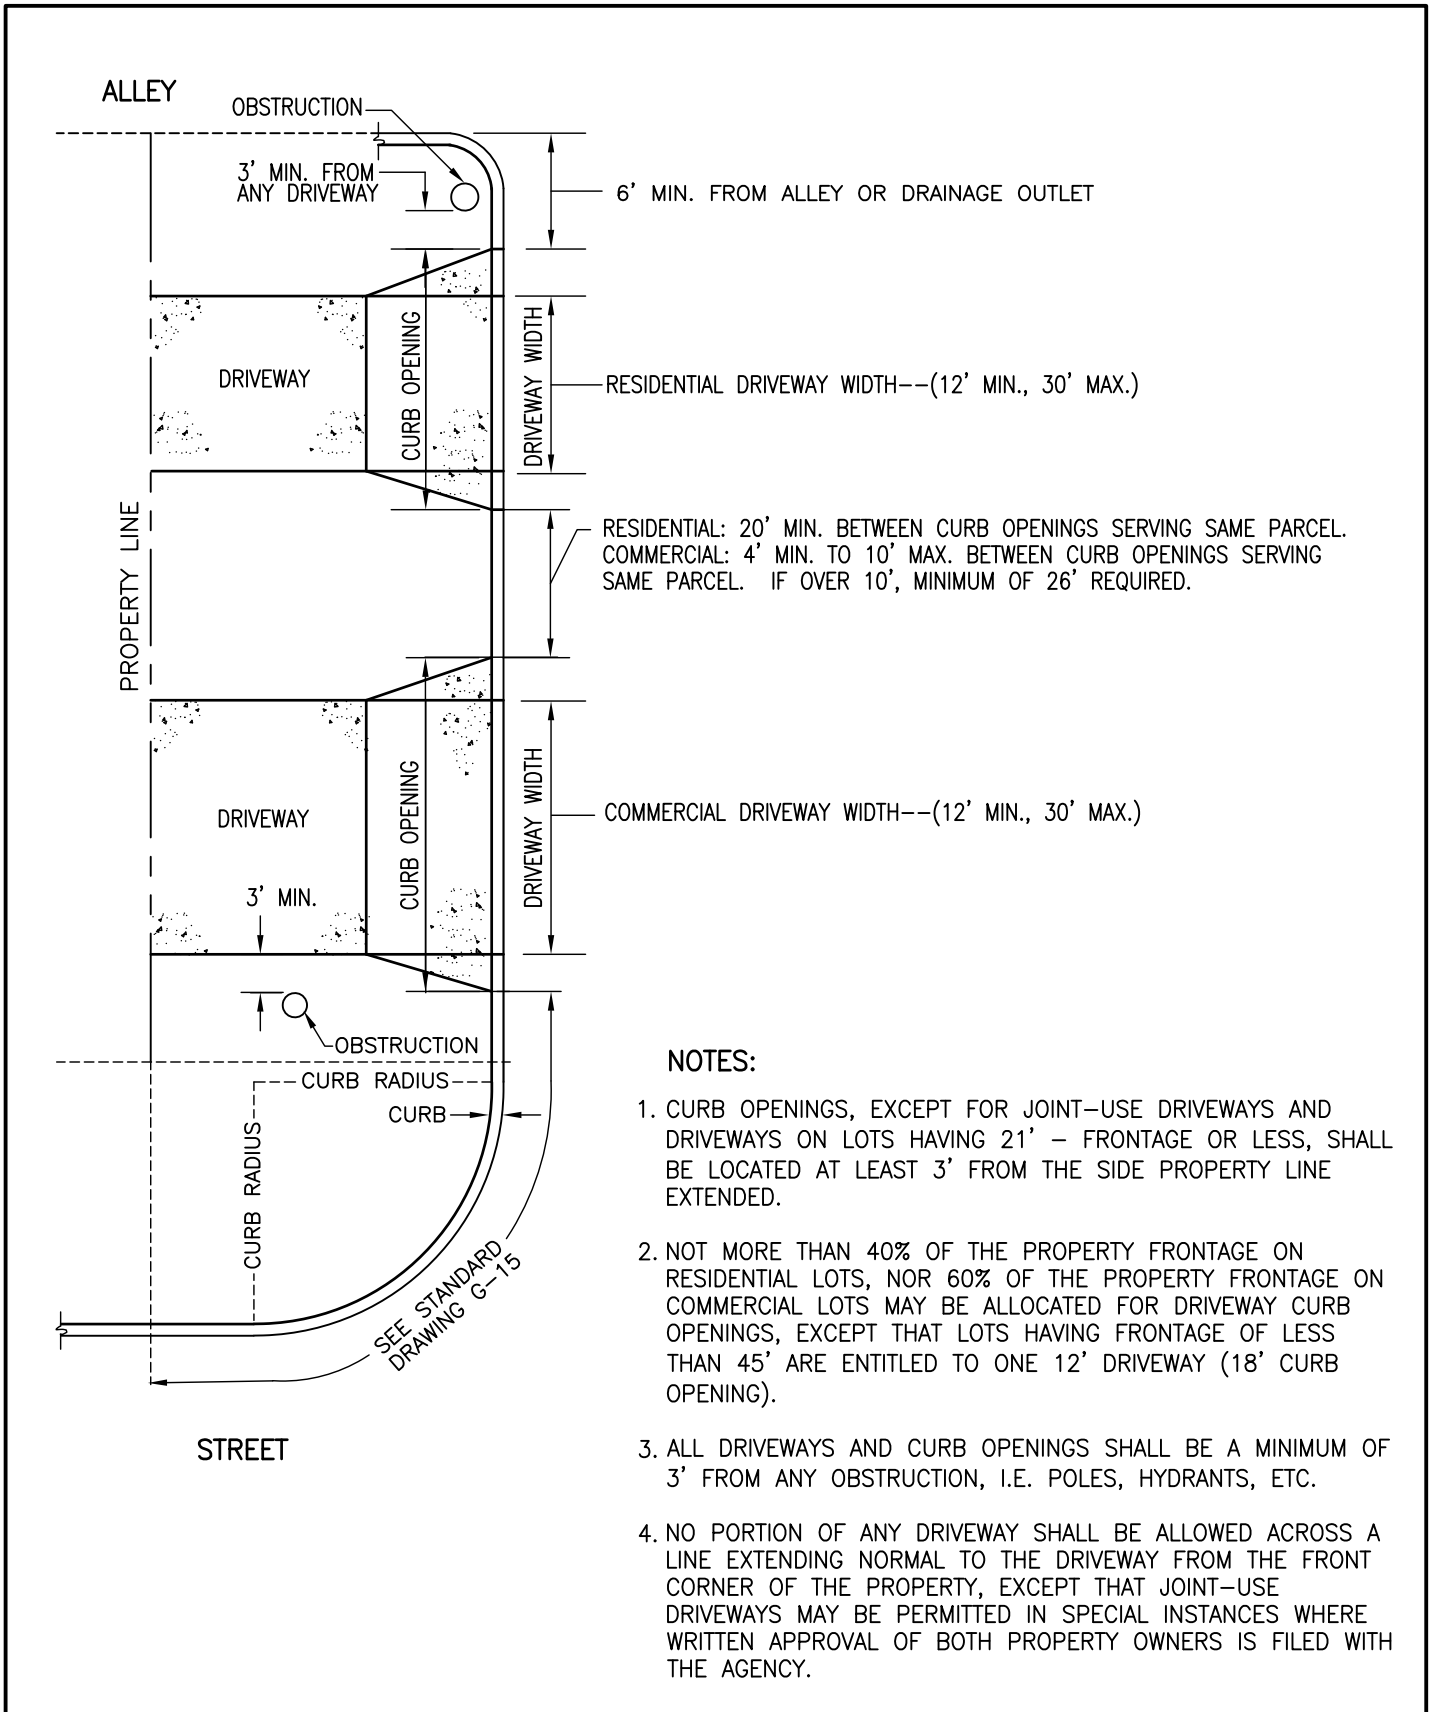 ALLEY
OBSTRUCTION
3' MIN. FROM
ANY DRIVEWAY
6' MIN. FROM ALLEY OR DRAINAGE OUTLET
DRIVEWAY
CURB OPENING
DRIVEWAY WIDTH
RESIDENTIAL DRIVEWAY WIDTH--(12' MIN., 30' MAX.)
PROPERTY LINE
RESIDENTIAL: 20' MIN. BETWEEN CURB OPENINGS SERVING SAME PARCEL.
COMMERCIAL: 4' MIN. TO 10' MAX. BETWEEN CURB OPENINGS SERVING
SAME PARCEL. IF OVER 10', MINIMUM OF 26' REQUIRED.
DRIVEWAY
CURB OPENING
DRIVEWAY WIDTH
COMMERCIAL DRIVEWAY WIDTH--(12' MIN., 30' MAX.)
3' MIN.
OBSTRUCTION
CURB RADIUS
CURB
CURB RADIUS
SEE STANDARD
DRAWING G-15
STREET
NOTES:
1. CURB OPENINGS, EXCEPT FOR JOINT-USE DRIVEWAYS AND
DRIVEWAYS ON LOTS HAVING 21' - FRONTAGE OR LESS, SHALL
BE LOCATED AT LEAST 3' FROM THE SIDE PROPERTY LINE
EXTENDED.
2. NOT MORE THAN 40% OF THE PROPERTY FRONTAGE ON
RESIDENTIAL LOTS, NOR 60% OF THE PROPERTY FRONTAGE ON
COMMERCIAL LOTS MAY BE ALLOCATED FOR DRIVEWAY CURB
OPENINGS, EXCEPT THAT LOTS HAVING FRONTAGE OF LESS
THAN 45' ARE ENTITLED TO ONE 12' DRIVEWAY (18' CURB
OPENING).
3. ALL DRIVEWAYS AND CURB OPENINGS SHALL BE A MINIMUM OF
3' FROM ANY OBSTRUCTION, I.E. POLES, HYDRANTS, ETC.
4. NO PORTION OF ANY DRIVEWAY SHALL BE ALLOWED ACROSS A
LINE EXTENDING NORMAL TO THE DRIVEWAY FROM THE FRONT
CORNER OF THE PROPERTY, EXCEPT THAT JOINT-USE
DRIVEWAYS MAY BE PERMITTED IN SPECIAL INSTANCES WHERE
WRITTEN APPROVAL OF BOTH PROPERTY OWNERS IS FILED WITH
THE AGENCY.